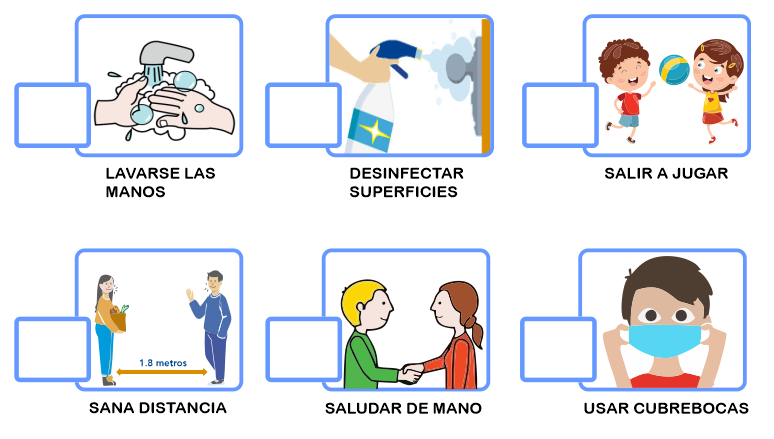 LAVARSE LAS
MANOS
DESINFECTAR
SUPERFICIES
SALIR A JUGAR
1.8 metros
SANA DISTANCIA
SALUDAR DE MANO
USAR CUBREBOCAS